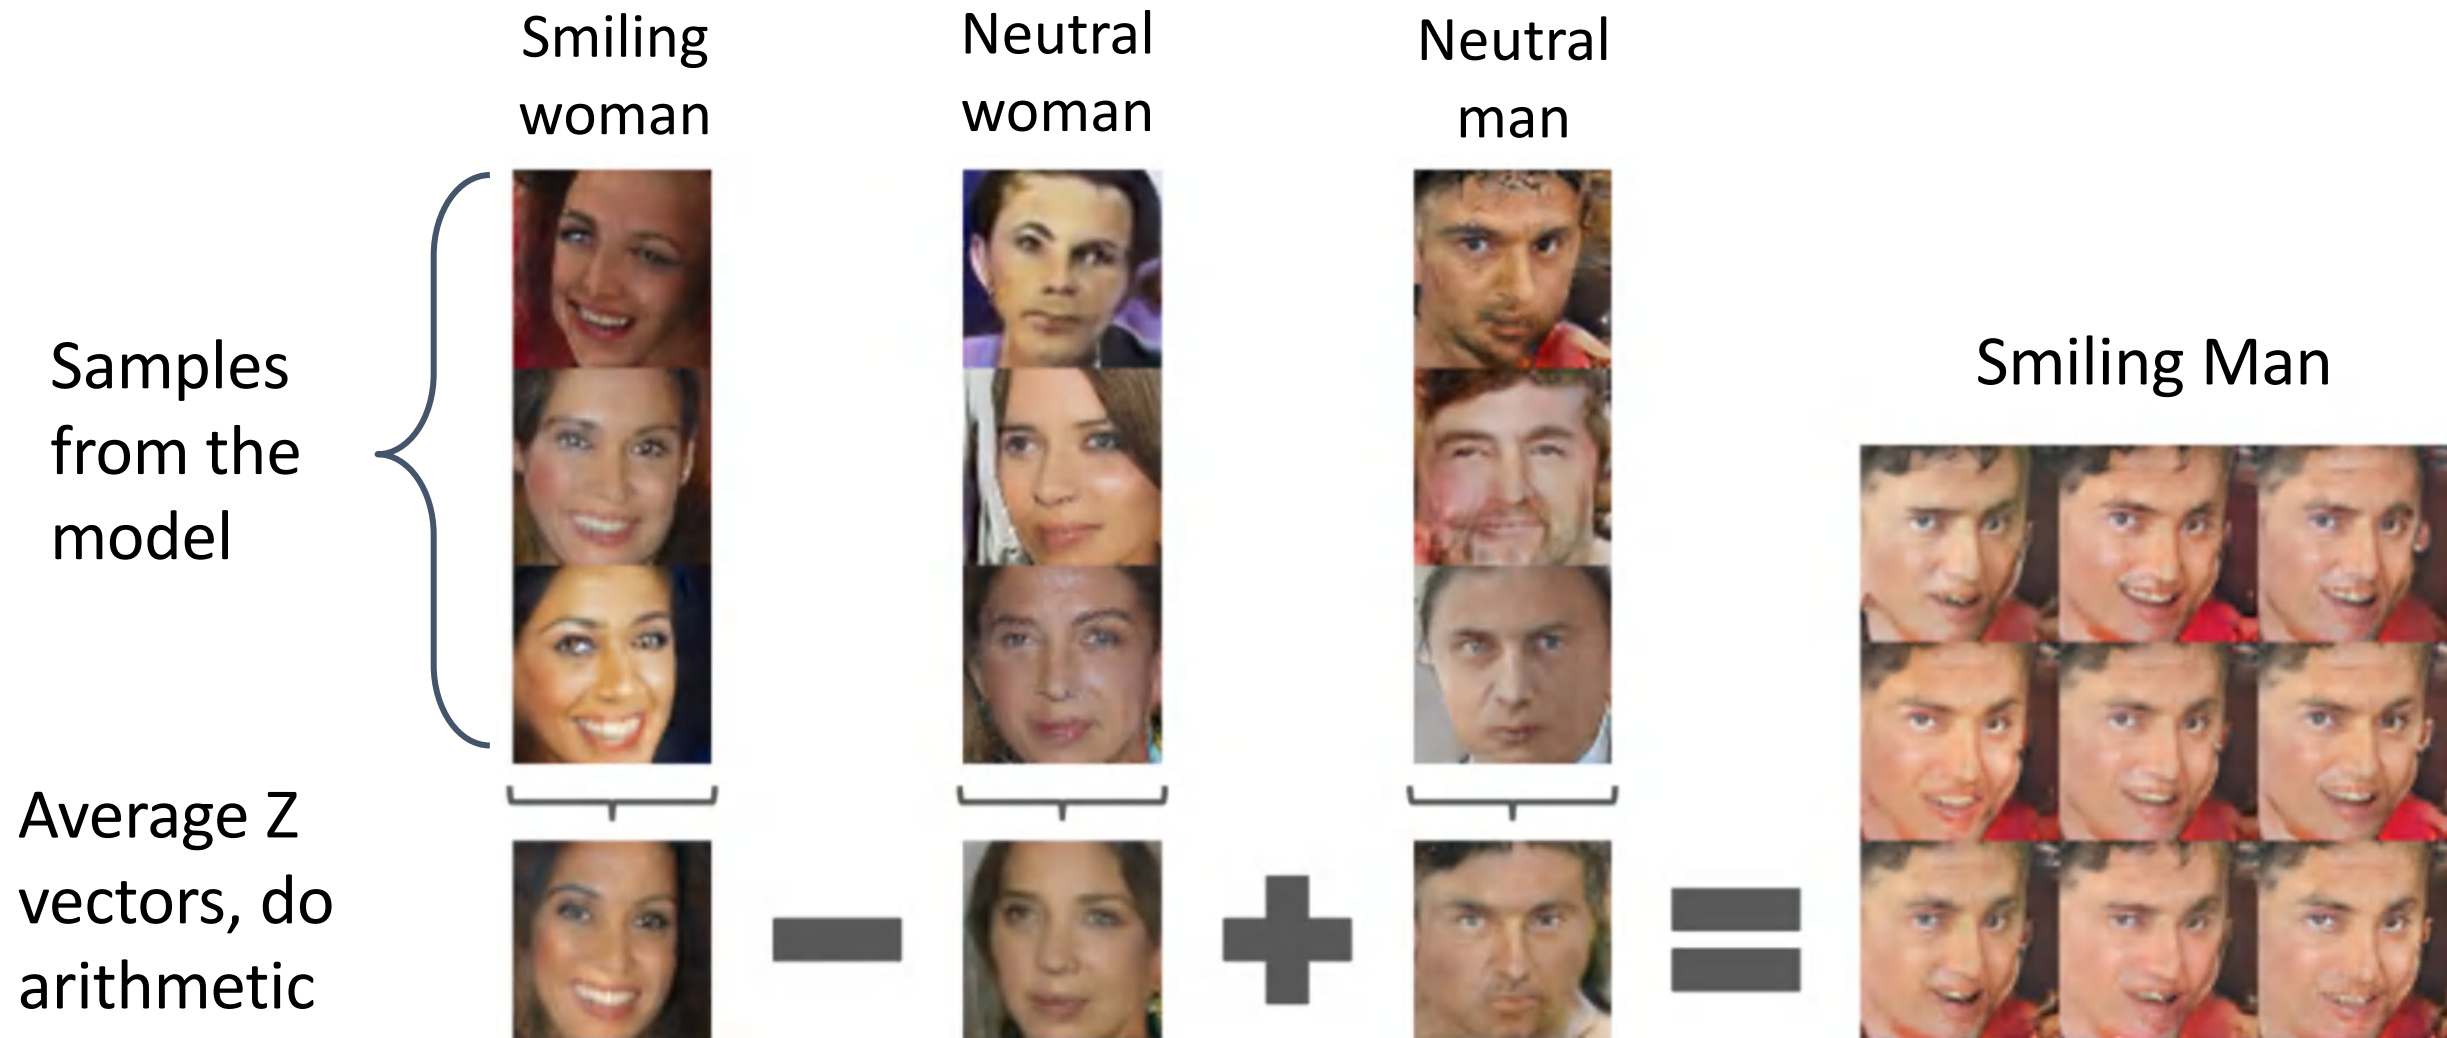 Smiling
woman
Neutral
woman
Neutral
man
Samples
from the
model
Smiling Man
Average Z
vectors, do
arithmetic